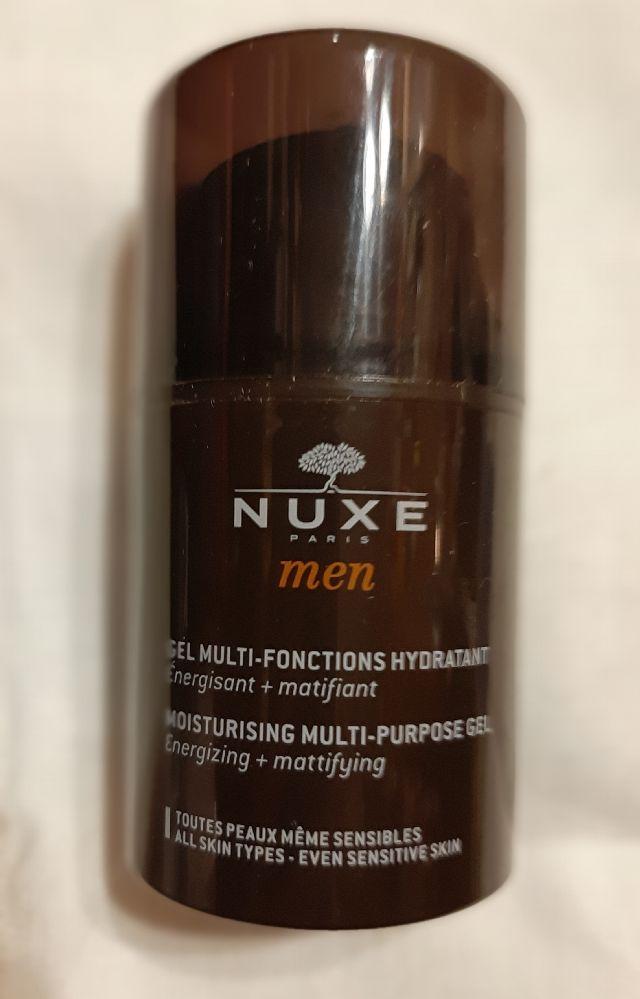 NUXE
PARIS
men
GEL MULTI-FONCTIONS HYDRATANT
Énergisant + matifiant
MOISTURISING MULTI-PURPOSE GEL
Energizing + mattifying
TOUTES PEAUX MÊME SENSIBLES
ALL SKIN TYPES - EVEN SENSITIVE SKIN